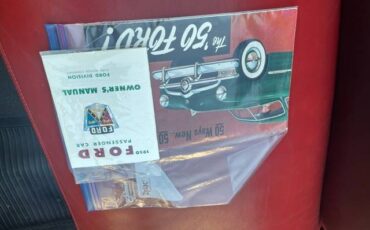 1950
FORD
PASSENGER CAR
FORD
OWNER'S MANUAL
FORD DIVISION
The '50 FORD!
50 Ways New